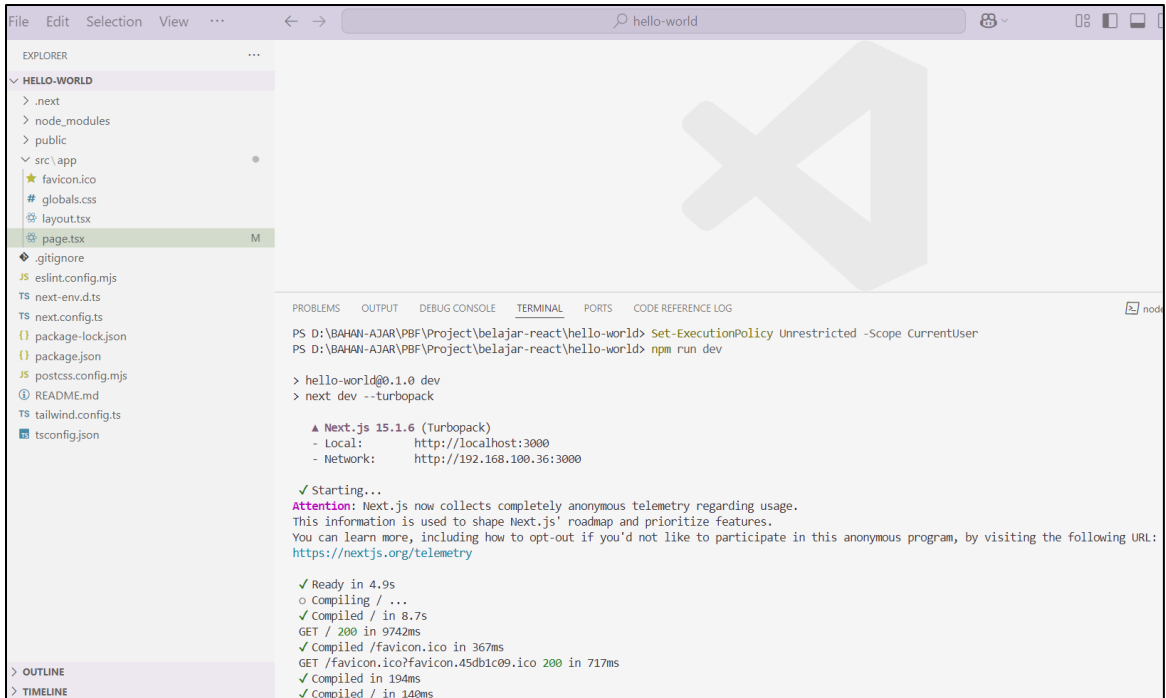 File Edit Selection View ··· hello-world
EXPLORER ···
HELLO-WORLD
.next
node_modules
public
src\app
favicon.ico
# globals.css
layout.tsx
page.tsx M
.gitignore
JS eslint.config.mjs
TS next-env.d.ts
TS next.config.ts
{} package-lock.json
{} package.json
JS postcss.config.mjs
README.md
TS tailwind.config.ts
TS tsconfig.json
OUTLINE
TIMELINE
PROBLEMS OUTPUT DEBUG CONSOLE TERMINAL PORTS CODE REFERENCE LOG node
PS D:\BAHAN-AJAR\PBF\Project\belajar-react\hello-world> Set-ExecutionPolicy Unrestricted -Scope CurrentUser
PS D:\BAHAN-AJAR\PBF\Project\belajar-react\hello-world> npm run dev
> hello-world@0.1.0 dev
> next dev --turbopack
▲ Next.js 15.1.6 (Turbopack)
- Local: http://localhost:3000
- Network: http://192.168.100.36:3000
✓ Starting...
Attention: Next.js now collects completely anonymous telemetry regarding usage.
This information is used to shape Next.js' roadmap and prioritize features.
You can learn more, including how to opt-out if you'd not like to participate in this anonymous program, by visiting the following URL:
https://nextjs.org/telemetry
✓ Ready in 4.9s
○ Compiling / ...
✓ Compiled / in 8.7s
GET / 200 in 9742ms
✓ Compiled /favicon.ico in 367ms
GET /favicon.ico?favicon.45db1c09.ico 200 in 717ms
✓ Compiled in 194ms
✓ Compiled / in 140ms